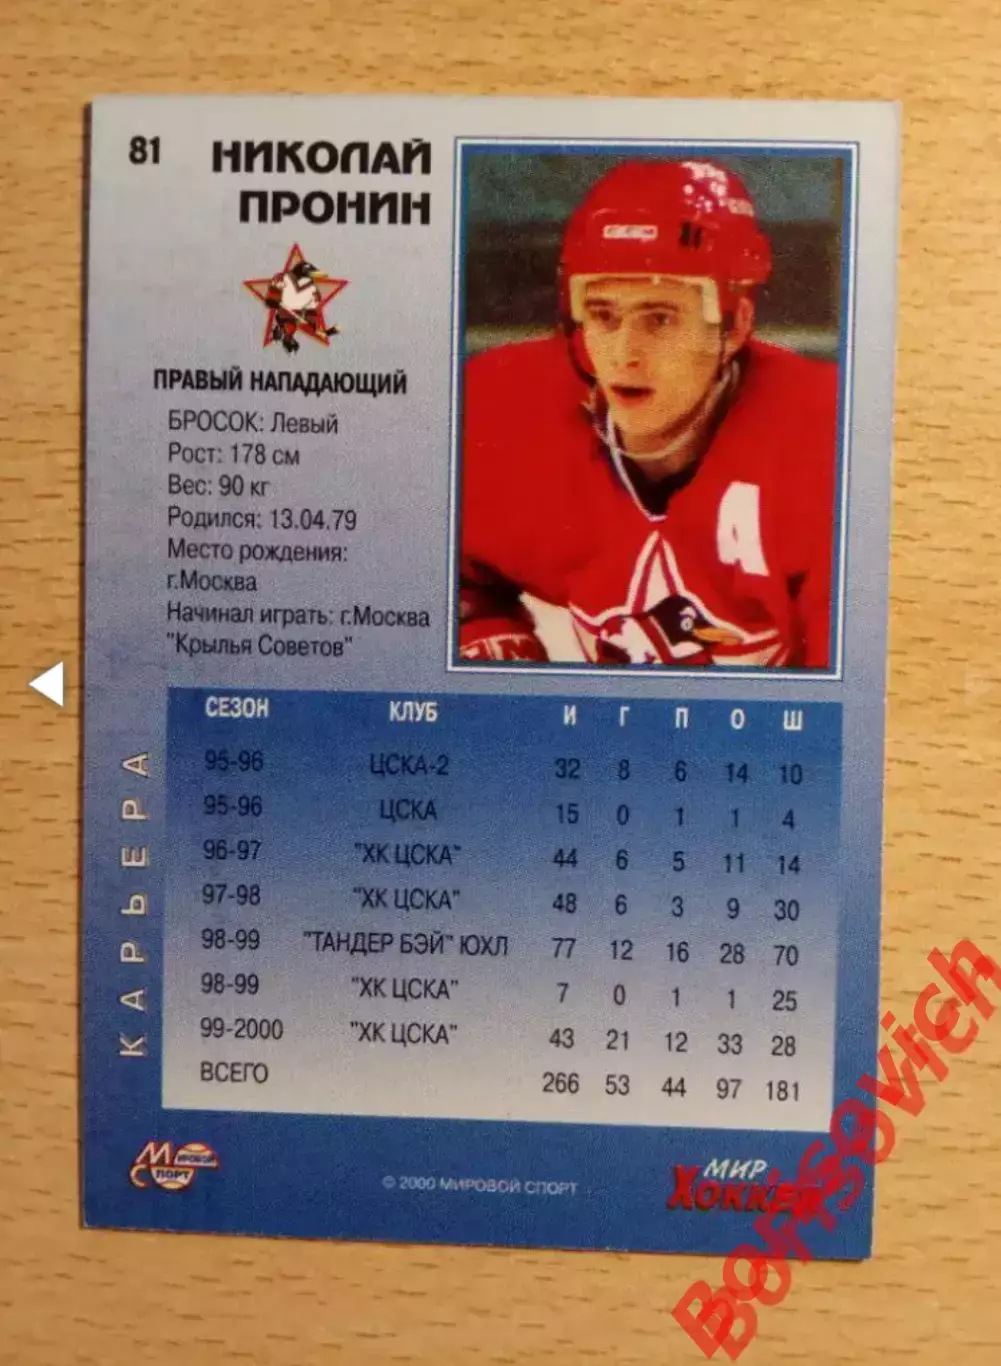 81
НИКОЛАЙ
ПРОНИН
ПРАВЫЙ НАПАДАЮЩИЙ
БРОСОК: Левый
Рост: 178 см
Вес: 90 кг
Родился: 13.04.79
Место рождения:
г.Москва
Начинал играть: г.Москва
"Крылья Советов"
A
КАРЬЕРА
СЕЗОН КЛУБ И Г П О Ш
95-96 ЦСКА-2 32 8 6 14 10
95-96 ЦСКА 15 0 1 1 4
96-97 "ХК ЦСКА" 44 6 5 11 14
97-98 "ХК ЦСКА" 48 6 3 9 30
98-99 "ТАНДЕР БЭЙ" ЮХЛ 77 12 16 28 70
98-99 "ХК ЦСКА" 7 0 1 1 25
99-2000 "ХК ЦСКА" 43 21 12 33 28
ВСЕГО 266 53 44 97 181
МИРОВОЙ
СПОРТ
© 2000 МИРОВОЙ СПОРТ
МИР
ХОККЕЯ
Borisovich